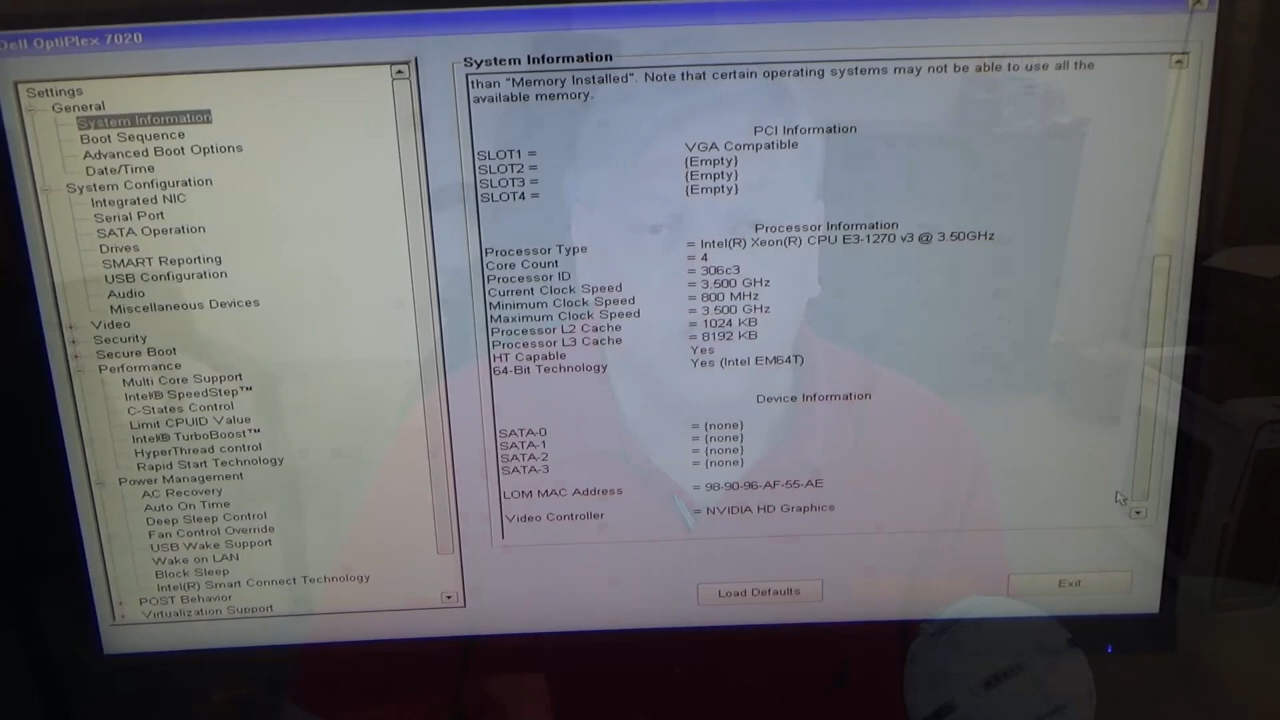 Dell OptiPlex 7020
Settings
General
System Information
Boot Sequence
Advanced Boot Options
Date/Time
System Configuration
Integrated NIC
Serial Port
SATA Operation
Drives
SMART Reporting
USB Configuration
Audio
Miscellaneous Devices
Video
Security
Secure Boot
Performance
Multi Core Support
Intel® SpeedStep™
C-States Control
Limit CPUID Value
Intel® TurboBoost™
HyperThread control
Rapid Start Technology
Power Management
AC Recovery
Auto On Time
Deep Sleep Control
Fan Control Override
USB Wake Support
Wake on LAN
Block Sleep
Intel(R) Smart Connect Technology
POST Behavior
Virtualization Support
System Information
than "Memory Installed". Note that certain operating systems may not be able to use all the
available memory.
PCI Information
SLOT1 = VGA Compatible
SLOT2 = {Empty}
SLOT3 = {Empty}
SLOT4 = {Empty}
Processor Information
Processor Type = Intel(R) Xeon(R) CPU E3-1270 v3 @ 3.50GHz
Core Count = 4
Processor ID = 306c3
Current Clock Speed = 3.500 GHz
Minimum Clock Speed = 800 MHz
Maximum Clock Speed = 3.500 GHz
Processor L2 Cache = 1024 KB
Processor L3 Cache = 8192 KB
HT Capable Yes
64-Bit Technology Yes (Intel EM64T)
Device Information
SATA-0 = {none}
SATA-1 = {none}
SATA-2 = {none}
SATA-3 = {none}
LOM MAC Address = 98-90-96-AF-55-AE
Video Controller = NVIDIA HD Graphics
Load Defaults
Exit